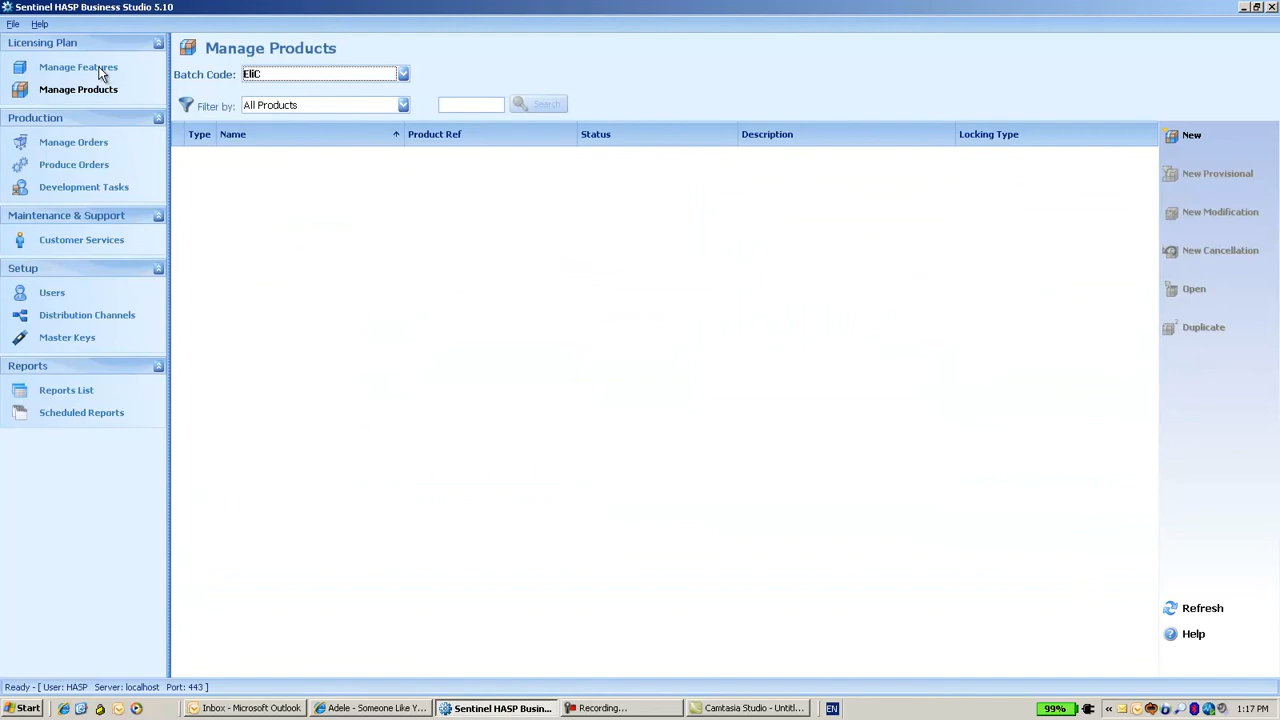 Sentinel HASP Business Studio 5.10
File Help
Licensing Plan
Manage Features
Manage Products
Production
Manage Orders
Produce Orders
Development Tasks
Maintenance & Support
Customer Services
Setup
Users
Distribution Channels
Master Keys
Reports
Reports List
Scheduled Reports
Manage Products
Batch Code: EliC
Filter by: All Products Search
Type Name Product Ref Status Description Locking Type
New
New Provisional
New Modification
New Cancellation
Open
Duplicate
Refresh
Help
Ready - [ User: HASP Server: localhost Port: 443 ]
Start Inbox - Microsoft Outlook Adele - Someone Like Y... Sentinel HASP Busin... Recording... Camtasia Studio - Untitl... EN 99% « 1:17 PM